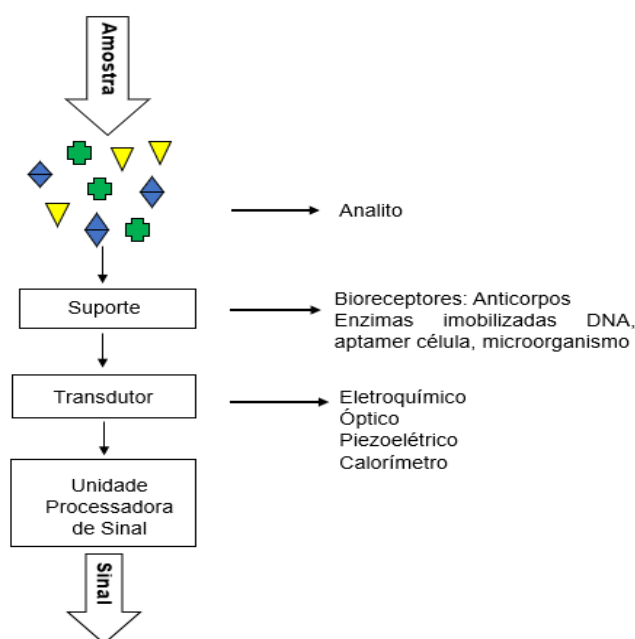 Amostra
Analito
Suporte
Bioreceptores: Anticorpos
Enzimas imobilizadas DNA,
aptamer célula, microorganismo
Transdutor
Eletroquímico
Óptico
Piezoelétrico
Calorímetro
Unidade
Processadora
de Sinal
Sinal